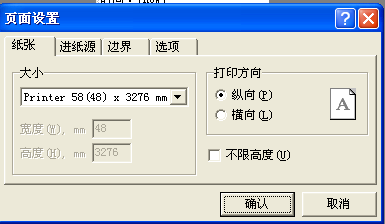 页面设置
纸张 进纸源 边界 选项
大小
Printer 58(48) x 3276 mm
宽度(W), mm 48
高度(H), mm 3276
打印方向
纵向(P)
横向(L)
A
不限高度(U)
确认 取消